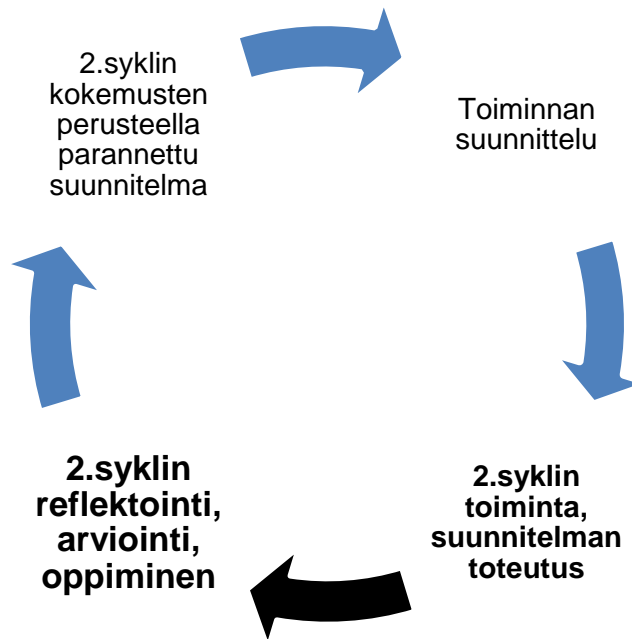 2.syklin
kokemusten
perusteella
parannettu
suunnitelma
Toiminnan
suunnittelu
2.syklin
toiminta,
suunnitelman
toteutus
2.syklin
reflektointi,
arviointi,
oppiminen